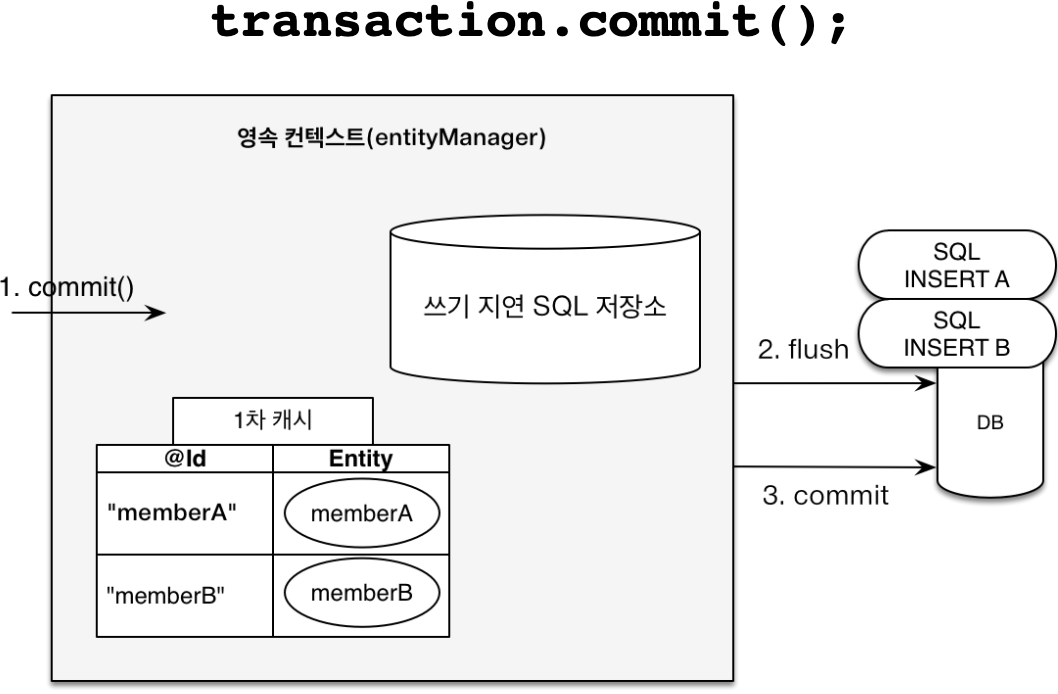 transaction.commit();
영속 컨텍스트(entityManager)
1. commit()
쓰기 지연 SQL 저장소
SQL
INSERT A
SQL
INSERT B
2. flush
DB
3. commit
1차 캐시
@Id Entity
"memberA" memberA
"memberB" memberB